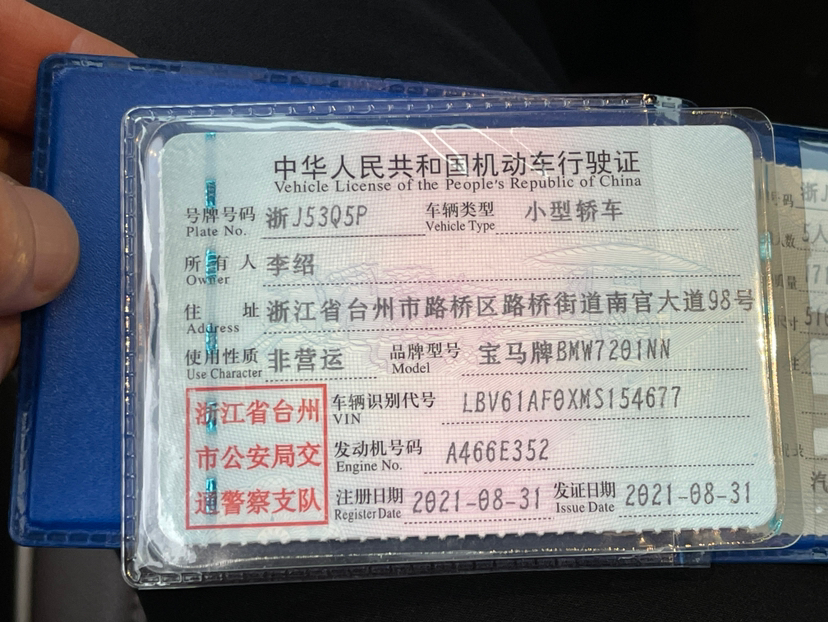 中华人民共和国机动车行驶证
Vehicle License of the People's Republic of China
号牌号码 浙J53Q5P 车辆类型 小型轿车
Plate No. Vehicle Type
所有人 李绍
Owner
住址 浙江省台州市路桥区路桥街道南官大道98号
Address
使用性质 非营运 品牌型号 宝马牌BMW7201NN
Use Character Model
浙江省台州
市公安局交
通警察支队
车辆识别代号 LBV61AF0XMS154677
VIN
发动机号码 A466E352
Engine No.
注册日期 2021-08-31 发证日期 2021-08-31
Register Date Issue Date